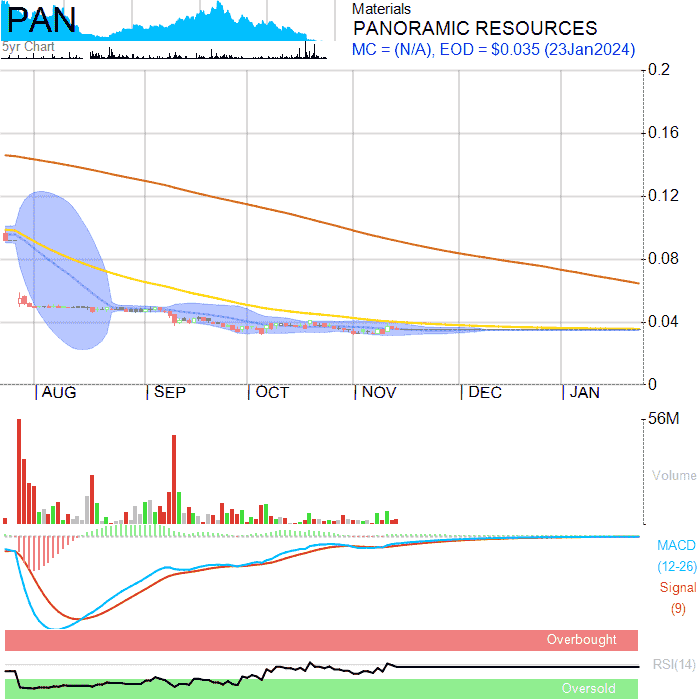 PAN
5yr Chart
Materials
PANORAMIC RESOURCES
MC = (N/A), EOD = $0.035 (23Jan2024)
0.2
0.16
0.12
0.08
0.04
0
AUG SEP OCT NOV DEC JAN
56M
Volume
MACD
(12-26)
Signal
(9)
Overbought
RSI(14)
Oversold